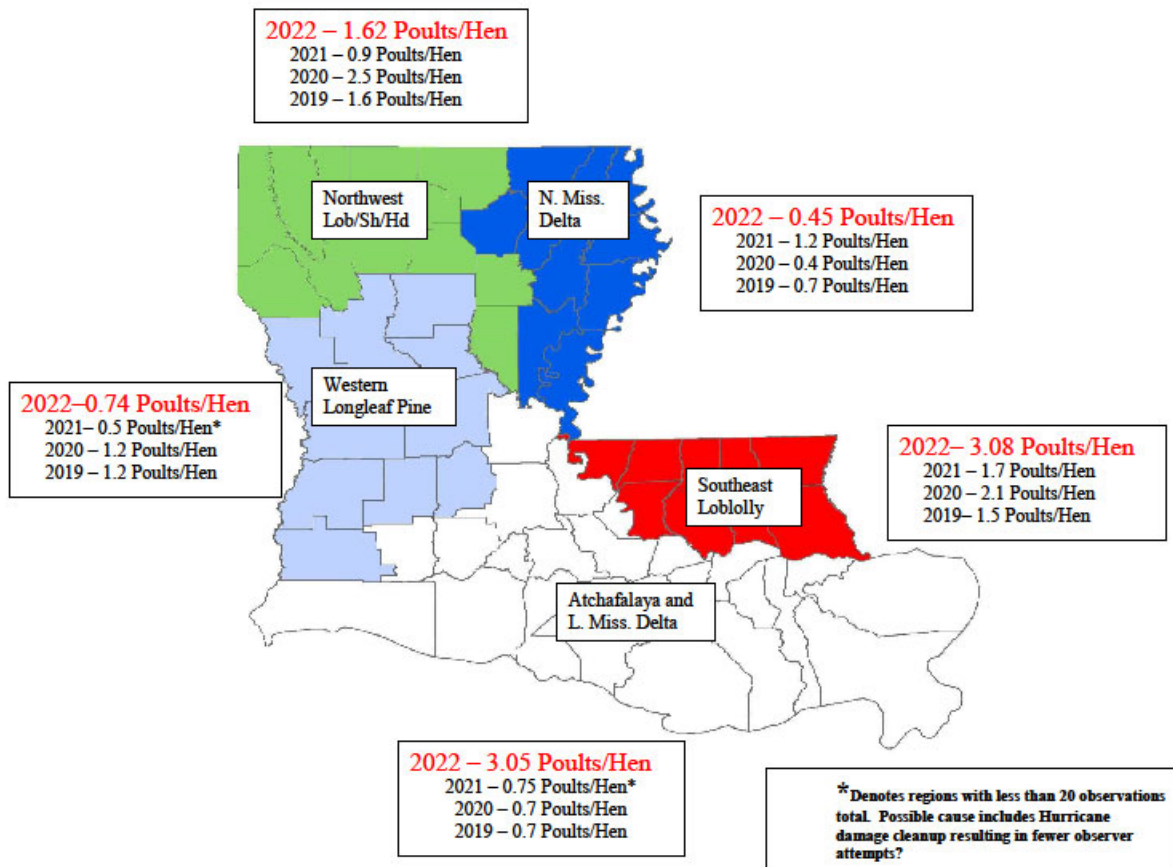 2022 – 1.62 Poults/Hen
2021 – 0.9 Poults/Hen
2020 – 2.5 Poults/Hen
2019 – 1.6 Poults/Hen
Northwest
Lob/Sh/Hd
N. Miss.
Delta
2022 – 0.45 Poults/Hen
2021 – 1.2 Poults/Hen
2020 – 0.4 Poults/Hen
2019 – 0.7 Poults/Hen
Western
Longleaf Pine
2022–0.74 Poults/Hen
2021– 0.5 Poults/Hen*
2020 – 1.2 Poults/Hen
2019 – 1.2 Poults/Hen
Southeast
Loblolly
2022– 3.08 Poults/Hen
2021 – 1.7 Poults/Hen
2020 – 2.1 Poults/Hen
2019– 1.5 Poults/Hen
Atchafalaya and
L. Miss. Delta
2022 – 3.05 Poults/Hen
2021 – 0.75 Poults/Hen*
2020 – 0.7 Poults/Hen
2019 – 0.7 Poults/Hen
*Denotes regions with less than 20 observations
total. Possible cause includes Hurricane
damage cleanup resulting in fewer observer
attempts?